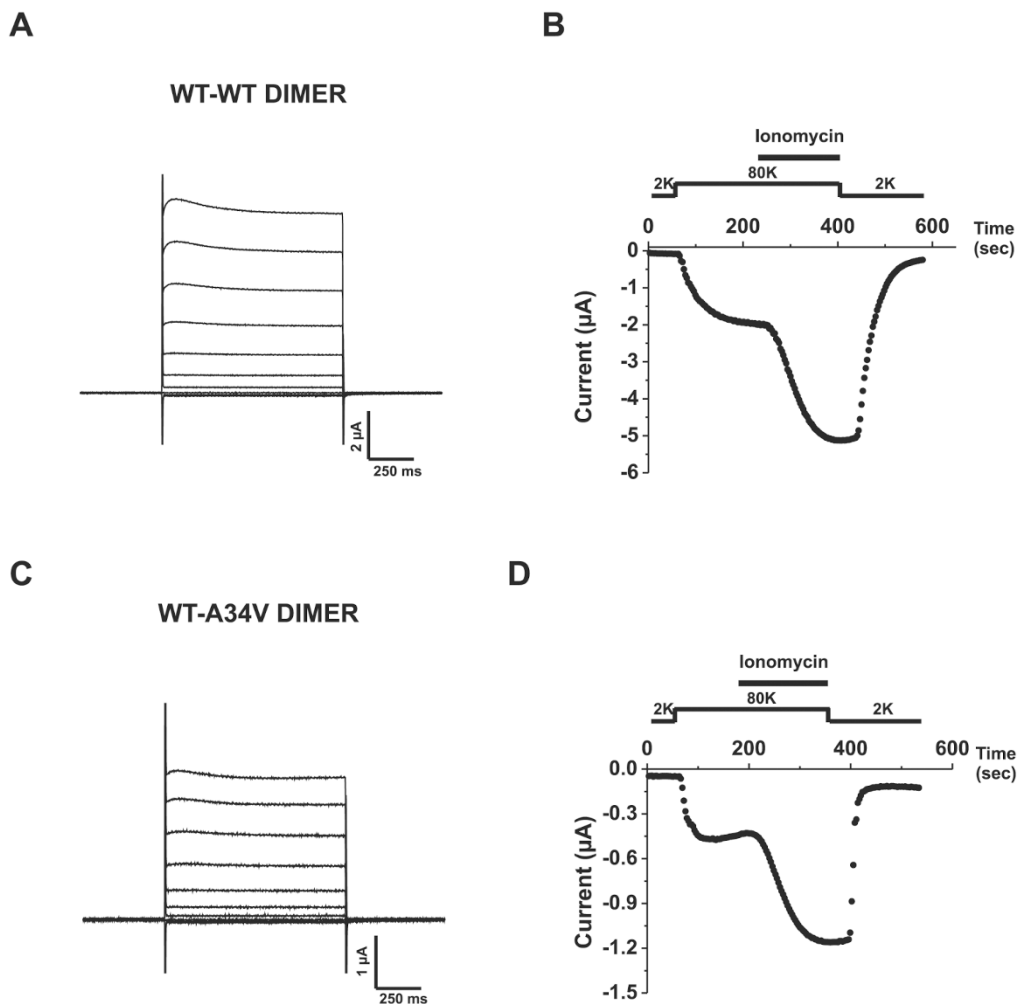 A
WT-WT DIMER
2 µA
250 ms
B
Ionomycin
80K
2K
2K
0
200
400
600
Time
(sec)
0
-1
-2
-3
-4
-5
-6
Current (µA)
C
WT-A34V DIMER
1 µA
250 ms
D
Ionomycin
80K
2K
2K
0
200
400
600
Time
(sec)
0.0
-0.3
-0.6
-0.9
-1.2
-1.5
Current (µA)